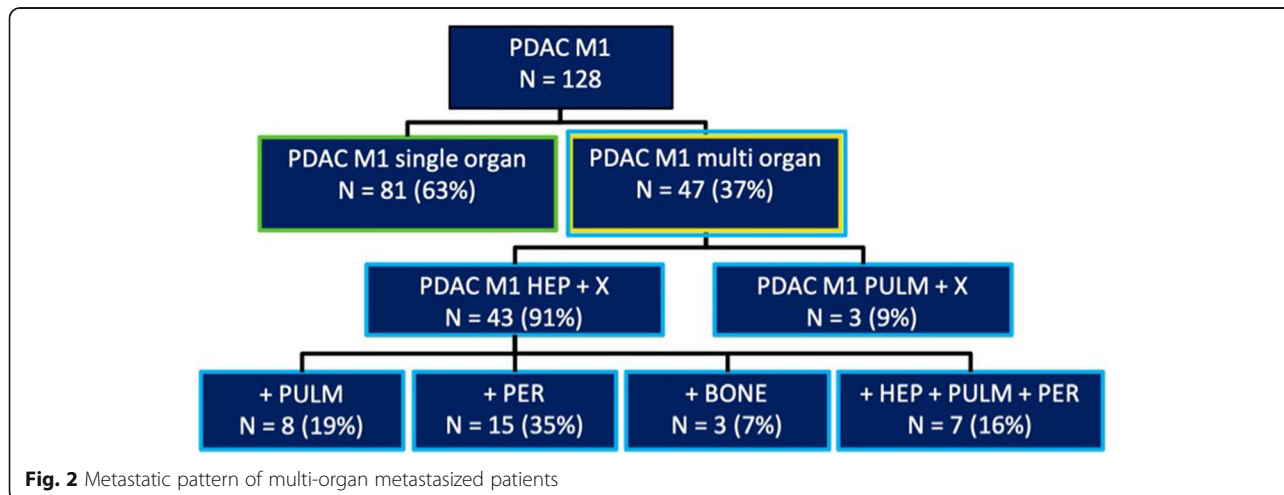 PDAC M1
N = 128
PDAC M1 single organ
N = 81 (63%)
PDAC M1 multi organ
N = 47 (37%)
PDAC M1 HEP + X
N = 43 (91%)
PDAC M1 PULM + X
N = 3 (9%)
+ PULM
N = 8 (19%)
+ PER
N = 15 (35%)
+ BONE
N = 3 (7%)
+ HEP + PULM + PER
N = 7 (16%)
Fig. 2 Metastatic pattern of multi-organ metastasized patients